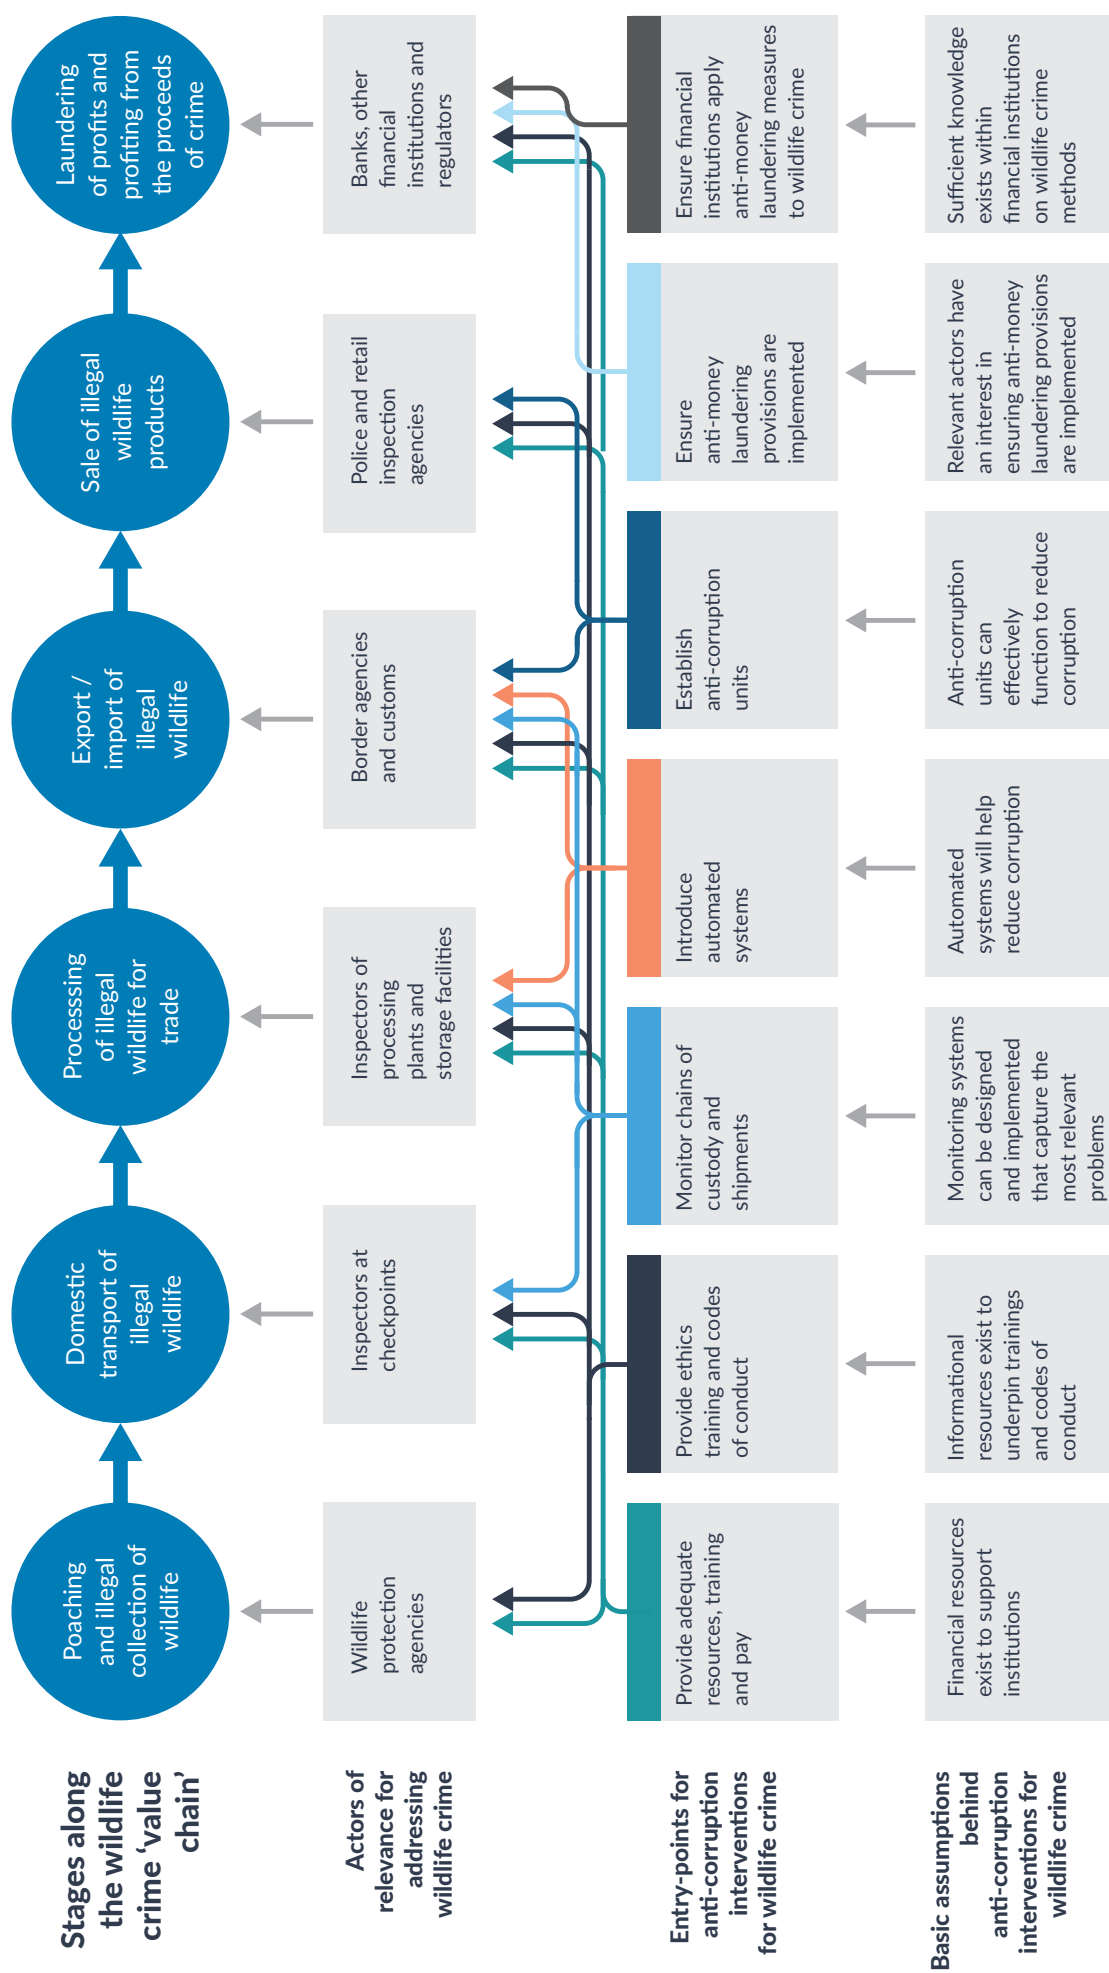 Stages along
the wildlife
crime ‘value
chain’
Poaching
and illegal
collection of
wildlife
Domestic
transport of
illegal
wildlife
Processsing
of illegal
wildlife for
trade
Export /
import of
illegal
wildlife
Sale of illegal
wildlife
products
Laundering
of profits and
profiting from
the proceeds
of crime
Actors of
relevance for
addressing
wildlife crime
Wildlife
protection
agencies
Inspectors at
checkpoints
Inspectors of
processing
plants and
storage facilities
Border agencies
and customs
Police and retail
inspection
agencies
Banks, other
financial
institutions and
regulators
Entry-points for
anti-corruption
interventions
for wildlife crime
Provide adequate
resources, training
and pay
Provide ethics
training and codes
of conduct
Monitor chains of
custody and
shipments
Introduce
automated
systems
Establish
anti-corruption
units
Ensure
anti-money
laundering
provisions are
implemented
Ensure financial
institutions apply
anti-money
laundering measures
to wildlife crime
Basic assumptions
behind
anti-corruption
interventions for
wildlife crime
Financial resources
exist to support
institutions
Informational
resources exist to
underpin trainings
and codes of
conduct
Monitoring systems
can be designed
and implemented
that capture the
most relevant
problems
Automated
systems will help
reduce corruption
Anti-corruption
units can
effectively
function to reduce
corruption
Relevant actors have
an interest in
ensuring anti-money
laundering provisions
are implemented
Sufficient knowledge
exists within
financial institutions
on wildlife crime
methods